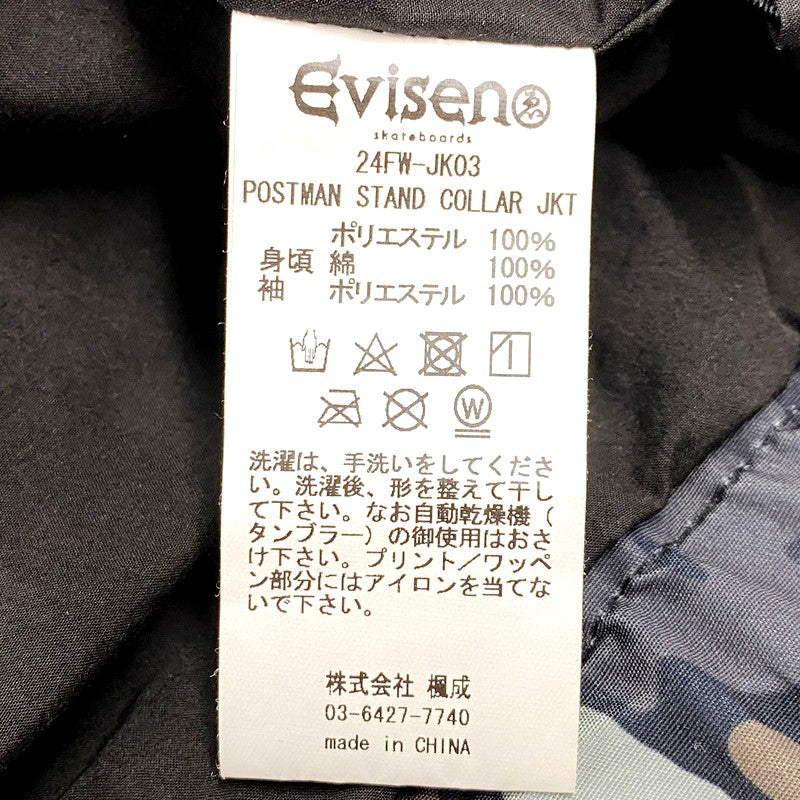 Evisen ゑ
skateboards
24FW-JK03
POSTMAN STAND COLLAR JKT
ポリエステル 100%
身頃 綿 100%
袖 ポリエステル 100%
W
洗濯は、手洗いをしてくださ
い。洗濯後、形を整えて干し
て下さい。なお自動乾燥機（
タンブラー）の御使用はおさ
け下さい。プリント／ワッペ
ン部分にはアイロンを当てな
いで下さい。
株式会社 楓成
03-6427-7740
made in CHINA